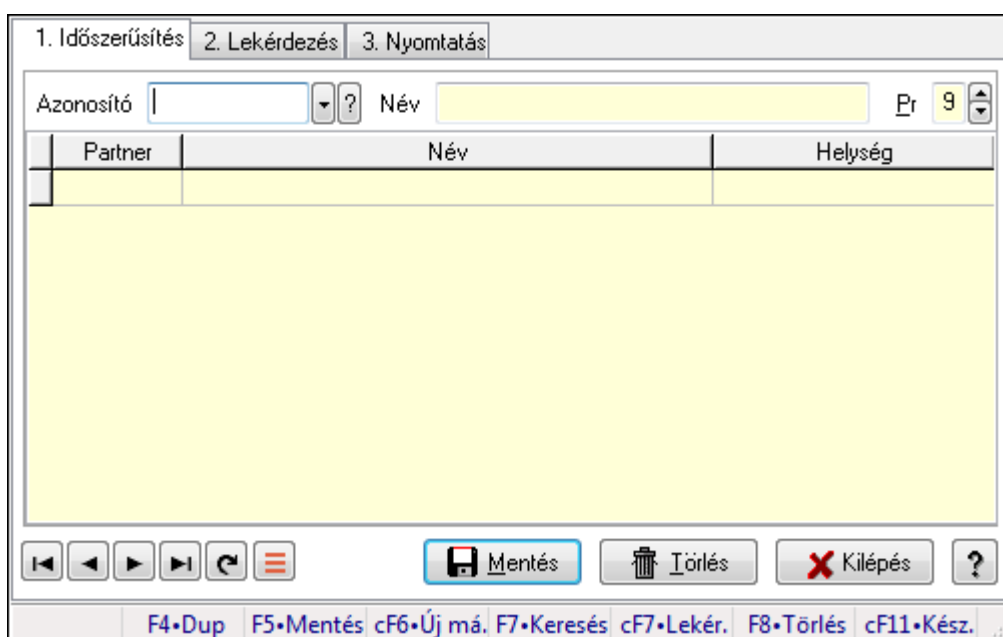 1. Időszerűsítés 2. Lekérdezés 3. Nyomtatás
Azonosító ? Név Pr 9
Partner Név Helység
Mentés Törlés Kilépés ?
F4•Dup F5•Mentés cF6•Új má. F7•Keresés cF7•Lekér. F8•Törlés cF11•Kész.